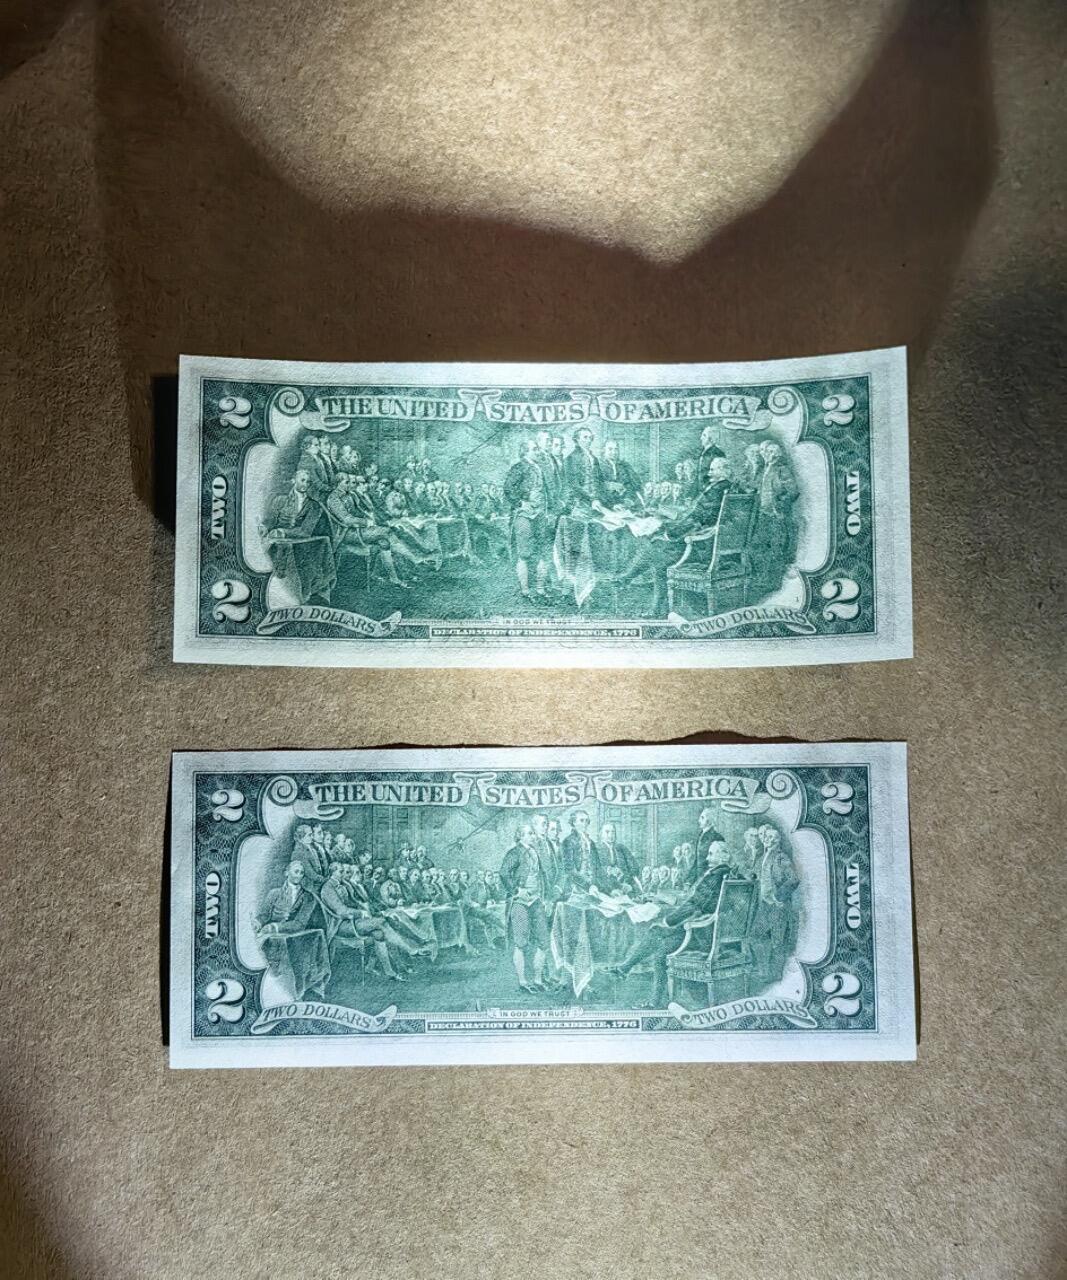 2 THE UNITED STATES OF AMERICA 2
TWO TWO
2 TWO DOLLARS IN GOD WE TRUST TWO DOLLARS 2
DECLARATION OF INDEPENDENCE, 1776
2 THE UNITED STATES OF AMERICA 2
TWO TWO
2 TWO DOLLARS IN GOD WE TRUST TWO DOLLARS 2
DECLARATION OF INDEPENDENCE, 1776